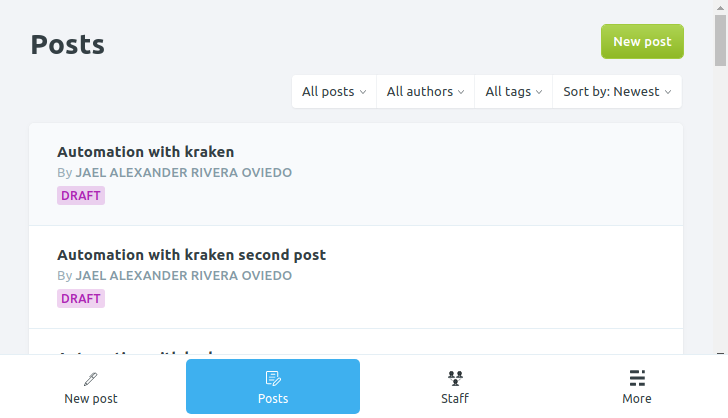 Posts
New post
All posts
All authors
All tags
Sort by: Newest
Automation with kraken
By JAEL ALEXANDER RIVERA OVIEDO
DRAFT
Automation with kraken second post
By JAEL ALEXANDER RIVERA OVIEDO
DRAFT
New post
Posts
Staff
More